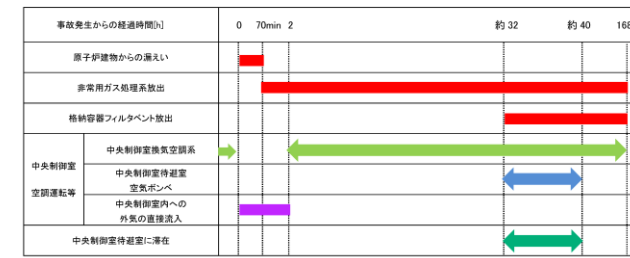 事故発生からの経過時間[h] 0 70min 2 約32 約40 168
原子炉建物からの漏えい
非常用ガス処理系放出
格納容器フィルタベント放出
中央制御室
空調運転等
中央制御室換気空調系
中央制御室待避室
空気ボンベ
中央制御室内への
外気の直接流入
中央制御室待避室に滞在